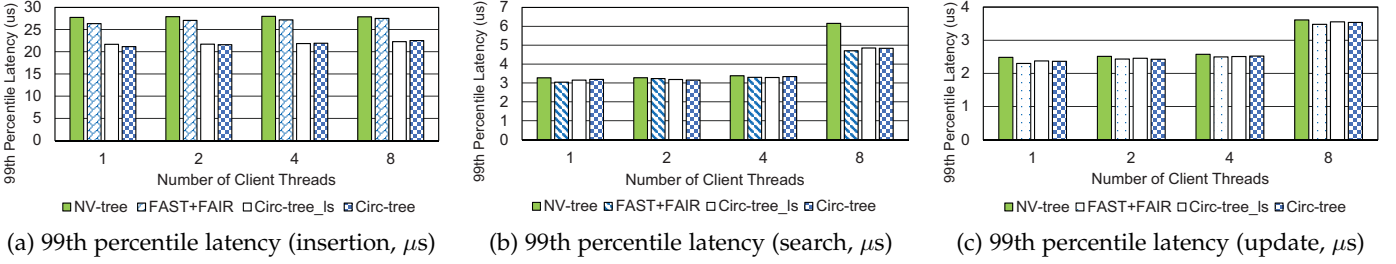 99th Percentile Latency (us)
30
25
20
15
10
5
0
1 2 4 8
Number of Client Threads
NV-tree FAST+FAIR Circ-tree_ls Circ-tree
(a) 99th percentile latency (insertion, μs)
99th Percentile Latency (us)
7
6
5
4
3
2
1
0
1 2 4 8
Number of Client Threads
NV-tree FAST+FAIR Circ-tree_ls Circ-tree
(b) 99th percentile latency (search, μs)
99th Percentile Latency (us)
4
3
2
1
0
1 2 4 8
Number of Client Threads
NV-tree FAST+FAIR Circ-tree_ls Circ-tree
(c) 99th percentile latency (update, μs)